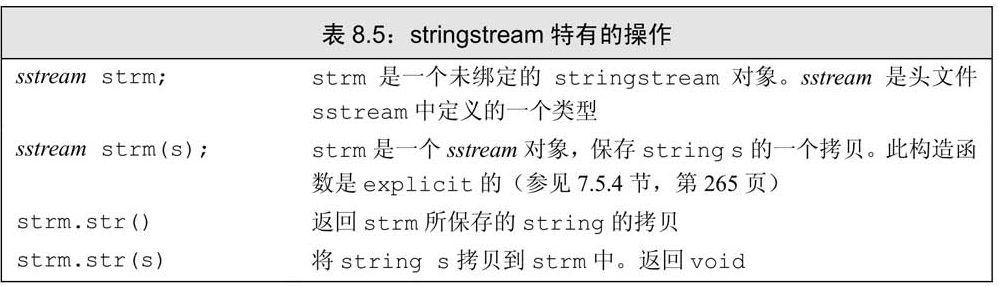 表 8.5：stringstream 特有的操作
sstream strm; strm 是一个未绑定的 stringstream 对象。sstream 是头文件
sstream 中定义的一个类型
sstream strm(s); strm 是一个 sstream 对象，保存 string s 的一个拷贝。此构造函
数是 explicit 的（参见 7.5.4 节，第 265 页）
strm.str() 返回 strm 所保存的 string 的拷贝
strm.str(s) 将 string s 拷贝到 strm 中。返回 void